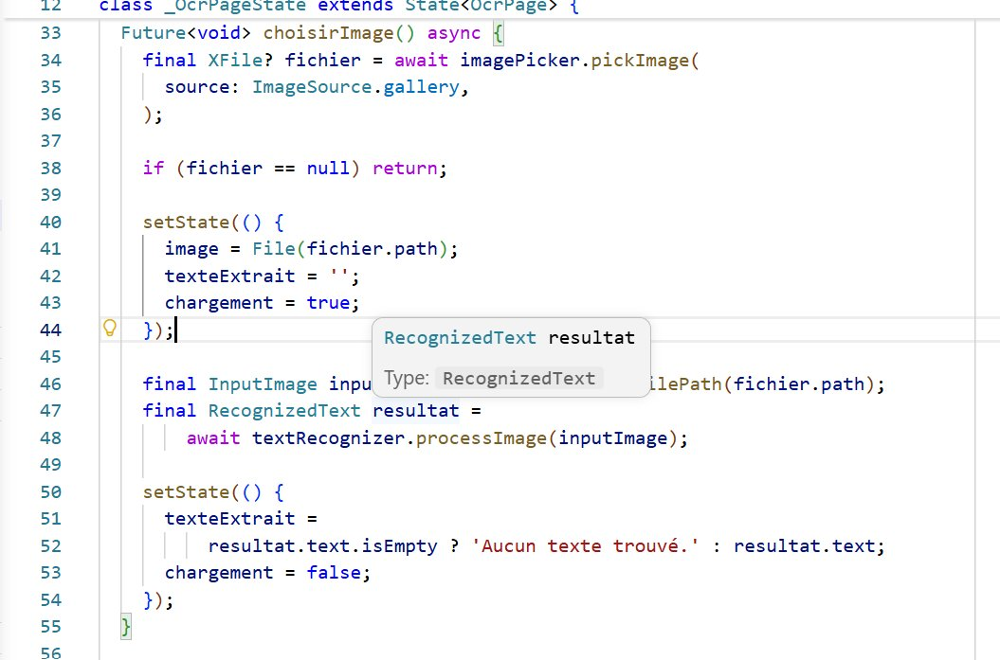 12 class _OcrPageState extends State<OcrPage> {
33 Future<void> choisirImage() async {
34 final XFile? fichier = await imagePicker.pickImage(
35 source: ImageSource.gallery,
36 );
37
38 if (fichier == null) return;
39
40 setState(() {
41 image = File(fichier.path);
42 texteExtrait = '';
43 chargement = true;
44 });
RecognizedText resultat
Type: RecognizedText
45
46 final InputImage inpu ilePath(fichier.path);
47 final RecognizedText resultat =
48 await textRecognizer.processImage(inputImage);
49
50 setState(() {
51 texteExtrait =
52 resultat.text.isEmpty ? 'Aucun texte trouvé.' : resultat.text;
53 chargement = false;
54 });
55 }
56